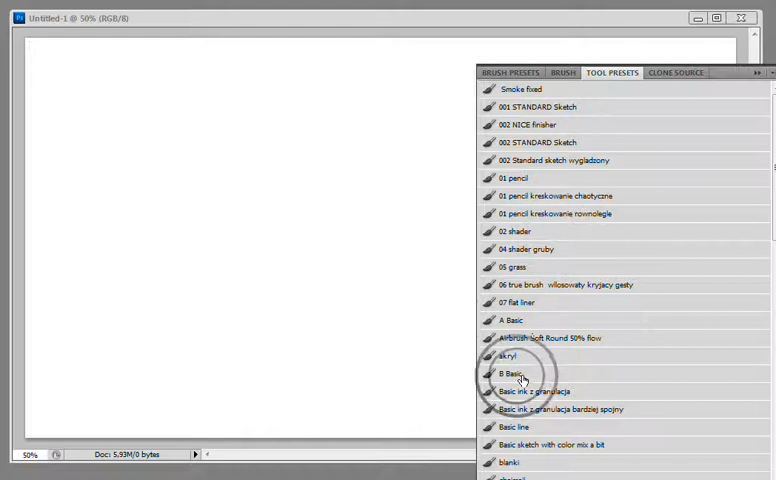 Untitled-1 @ 50% (RGB/8)
BRUSH PRESETS BRUSH TOOL PRESETS CLONE SOURCE
Smoke fixed
001 STANDARD Sketch
002 NICE finisher
002 STANDARD Sketch
002 Standard sketch wygladzony
01 pencil
01 pencil kreskowanie chaotyczne
01 pencil kreskowanie rownolegle
02 shader
04 shader gruby
05 grass
06 true brush wllosowaty kryjacy gesty
07 flat liner
A Basic
Airbrush Soft Round 50% flow
akryl
B Basic
Basic ink z granulacja
Basic ink z granulacja bardziej spojny
Basic line
Basic sketch with color mix a bit
blanki
50% Doc: 5,93M/0 bytes